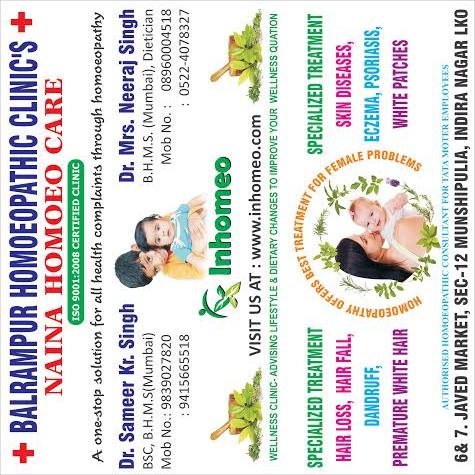 BALRAMPUR HOMOEOPATHIC CLINIC'S
NAINA HOMOEO CARE
ISO 9001:2008 CERTIFIED CLINIC
A one-stop solution for all health complaints through homoeopathy
Dr. Sameer Kr. Singh
BSC, B.H.M.S(Mumbai)
Mob No.: 9839027820
: 9415665518
Dr. Mrs. Neeraj Singh
B.H.M.S, (Mumbai), Dietician
Mob No. : 08960004518
: 0522-4078327
Inhomeo
VISIT US AT : www.inhomeo.com
WELLNESS CLINIC- ADVISING LIFESTYLE & DIETARY CHANGES TO IMPROVE YOUR WELLNESS QUATION
SPECIALIZED TREATMENT
HAIR LOSS, HAIR FALL,
DANDRUFF,
PREMATURE WHITE HAIR
HOMOEOPATHY OFFERS BEST TREATMENT FOR FEMALE PROBLEMS
SPECIALIZED TREATMENT
SKIN DISEASES,
ECZEMA, PSORIASIS,
WHITE PATCHES
AUTHORISED HOMOEOPATHIC CONSULTANT FOR TATA MOTER EMPLOYEES
6& 7. JAVED MARKET, SEC-12 MUNSHIPULIA, INDIRA NAGAR LKO